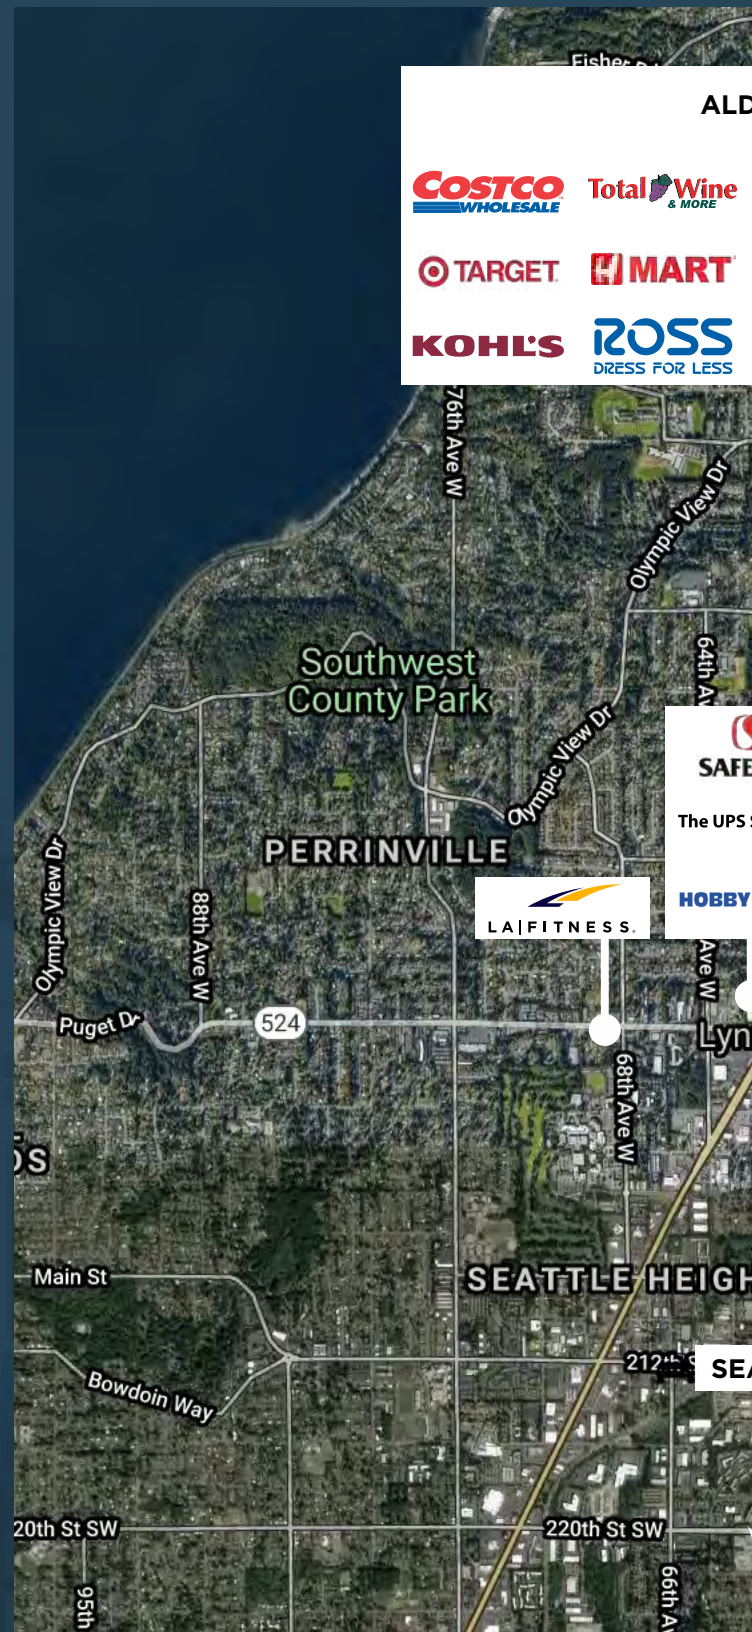 Fisher
ALD
COSTCO
WHOLESALE
Total Wine
& MORE
TARGET
H MART
KOHL'S
ROSS
DRESS FOR LESS
76th Ave W
Olympic View Dr
64th Av
Southwest
County Park
SAFE
The UPS S
HOBBY
Olympic View Dr
PERRINVILLE
LA|FITNESS.
Olympic View Dr
88th Ave W
Ave W
Puget Dr
524
Lyn
68th Ave W
DS
Main St
SEATTLE HEIGH
212th S
SEA
Bowdoin Way
20th St SW
220th St SW
95th
66th Av